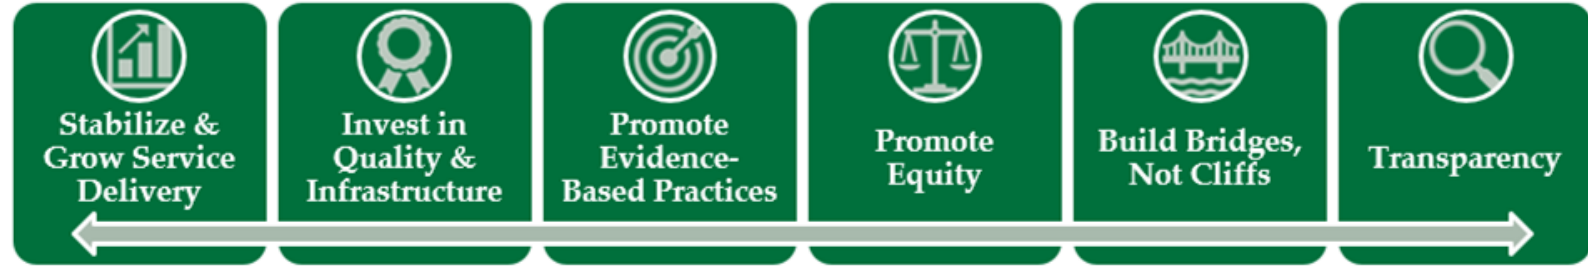 Stabilize &
Grow Service
Delivery
Invest in
Quality &
Infrastructure
Promote
Evidence-
Based Practices
Promote
Equity
Build Bridges,
Not Cliffs
Transparency